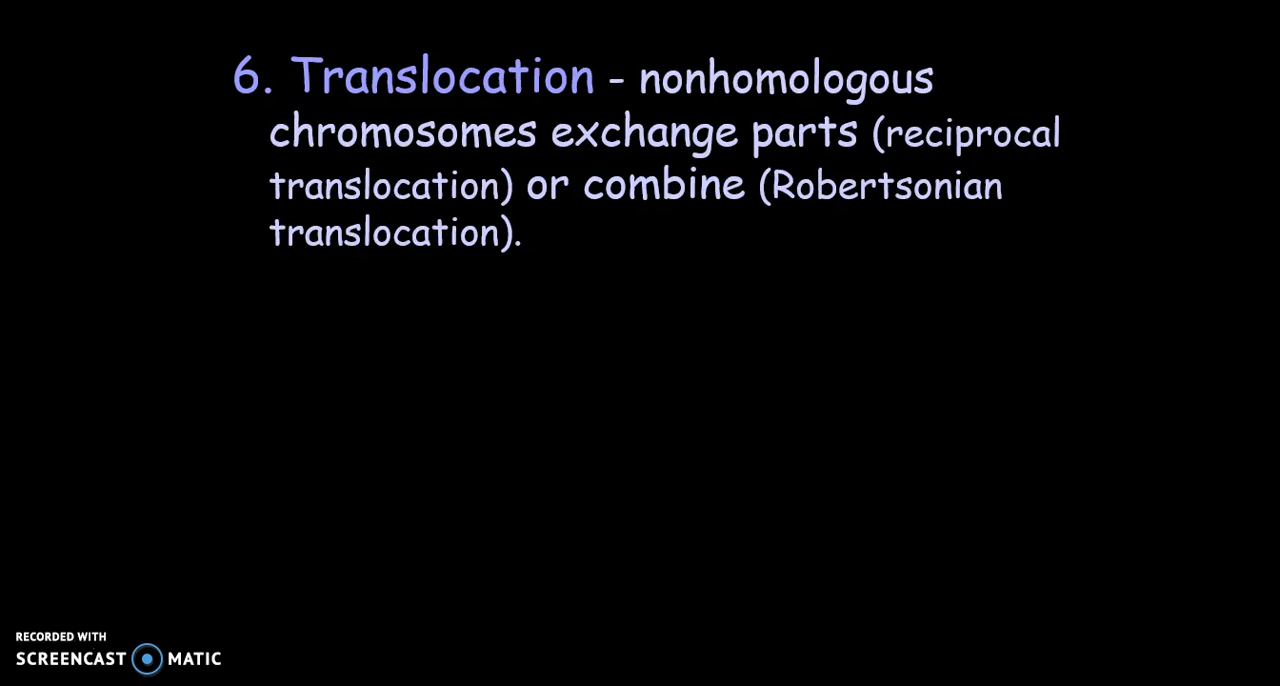 6. Translocation - nonhomologous
chromosomes exchange parts (reciprocal
translocation) or combine (Robertsonian
translocation).
RECORDED WITH
SCREENCAST MATIC